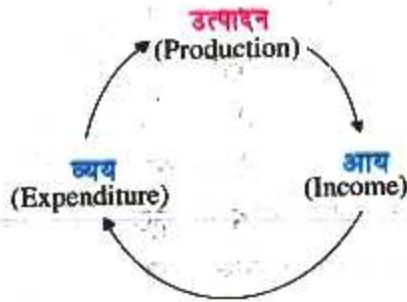 उत्पादन
(Production)
व्यय
(Expenditure)
आय
(Income)